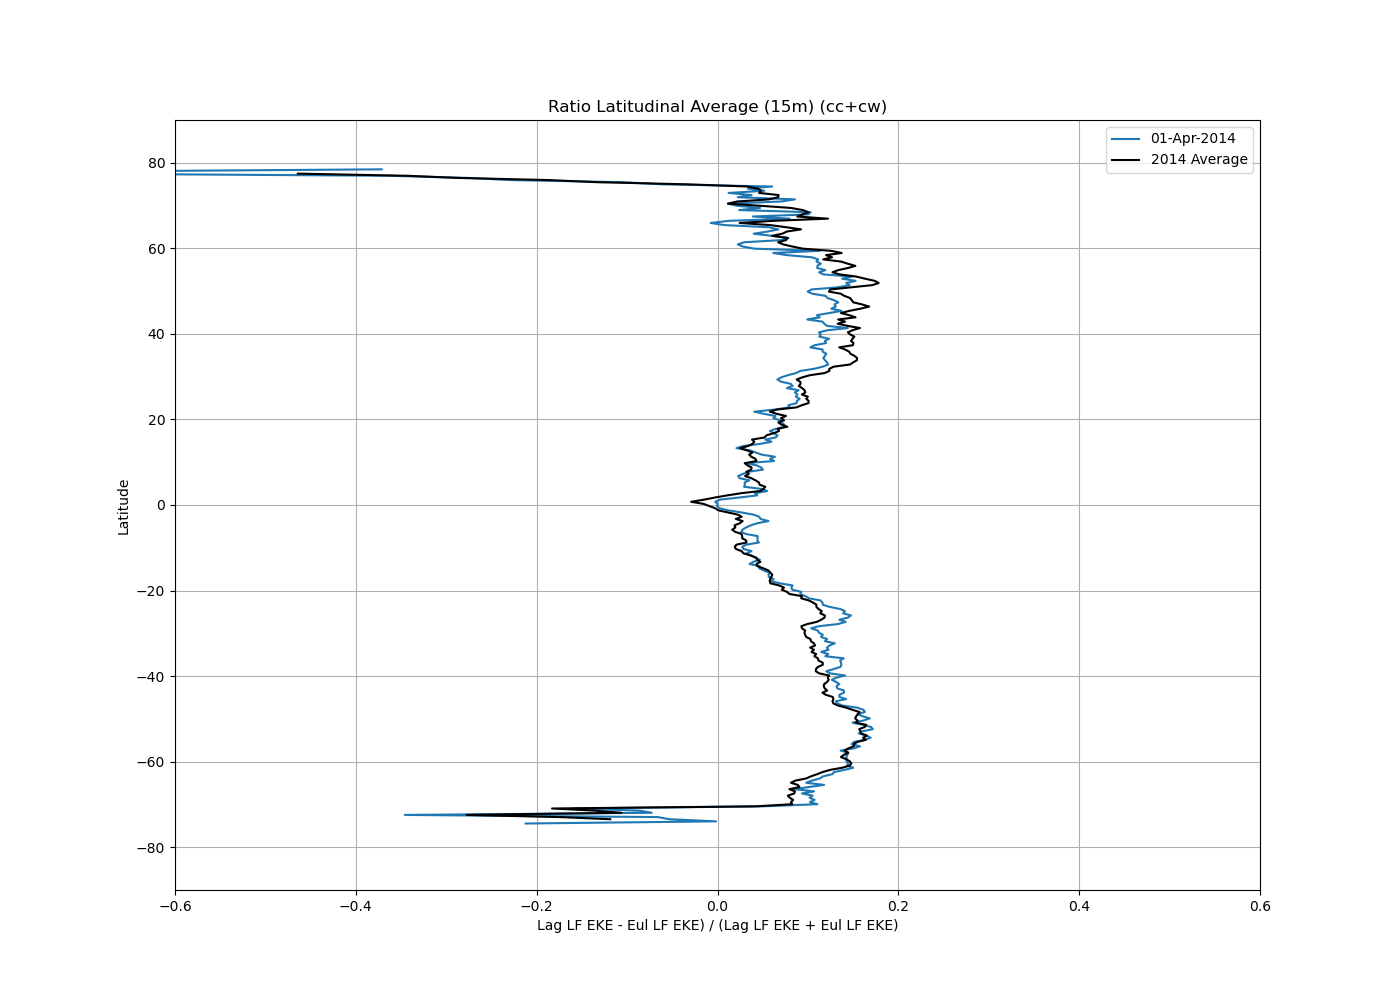 Ratio Latitudinal Average (15m) (cc+cw)
01-Apr-2014
2014 Average
80
60
40
20
0
−20
−40
−60
−80
Latitude
−0.6 −0.4 −0.2 0.0 0.2 0.4 0.6
Lag LF EKE - Eul LF EKE) / (Lag LF EKE + Eul LF EKE)